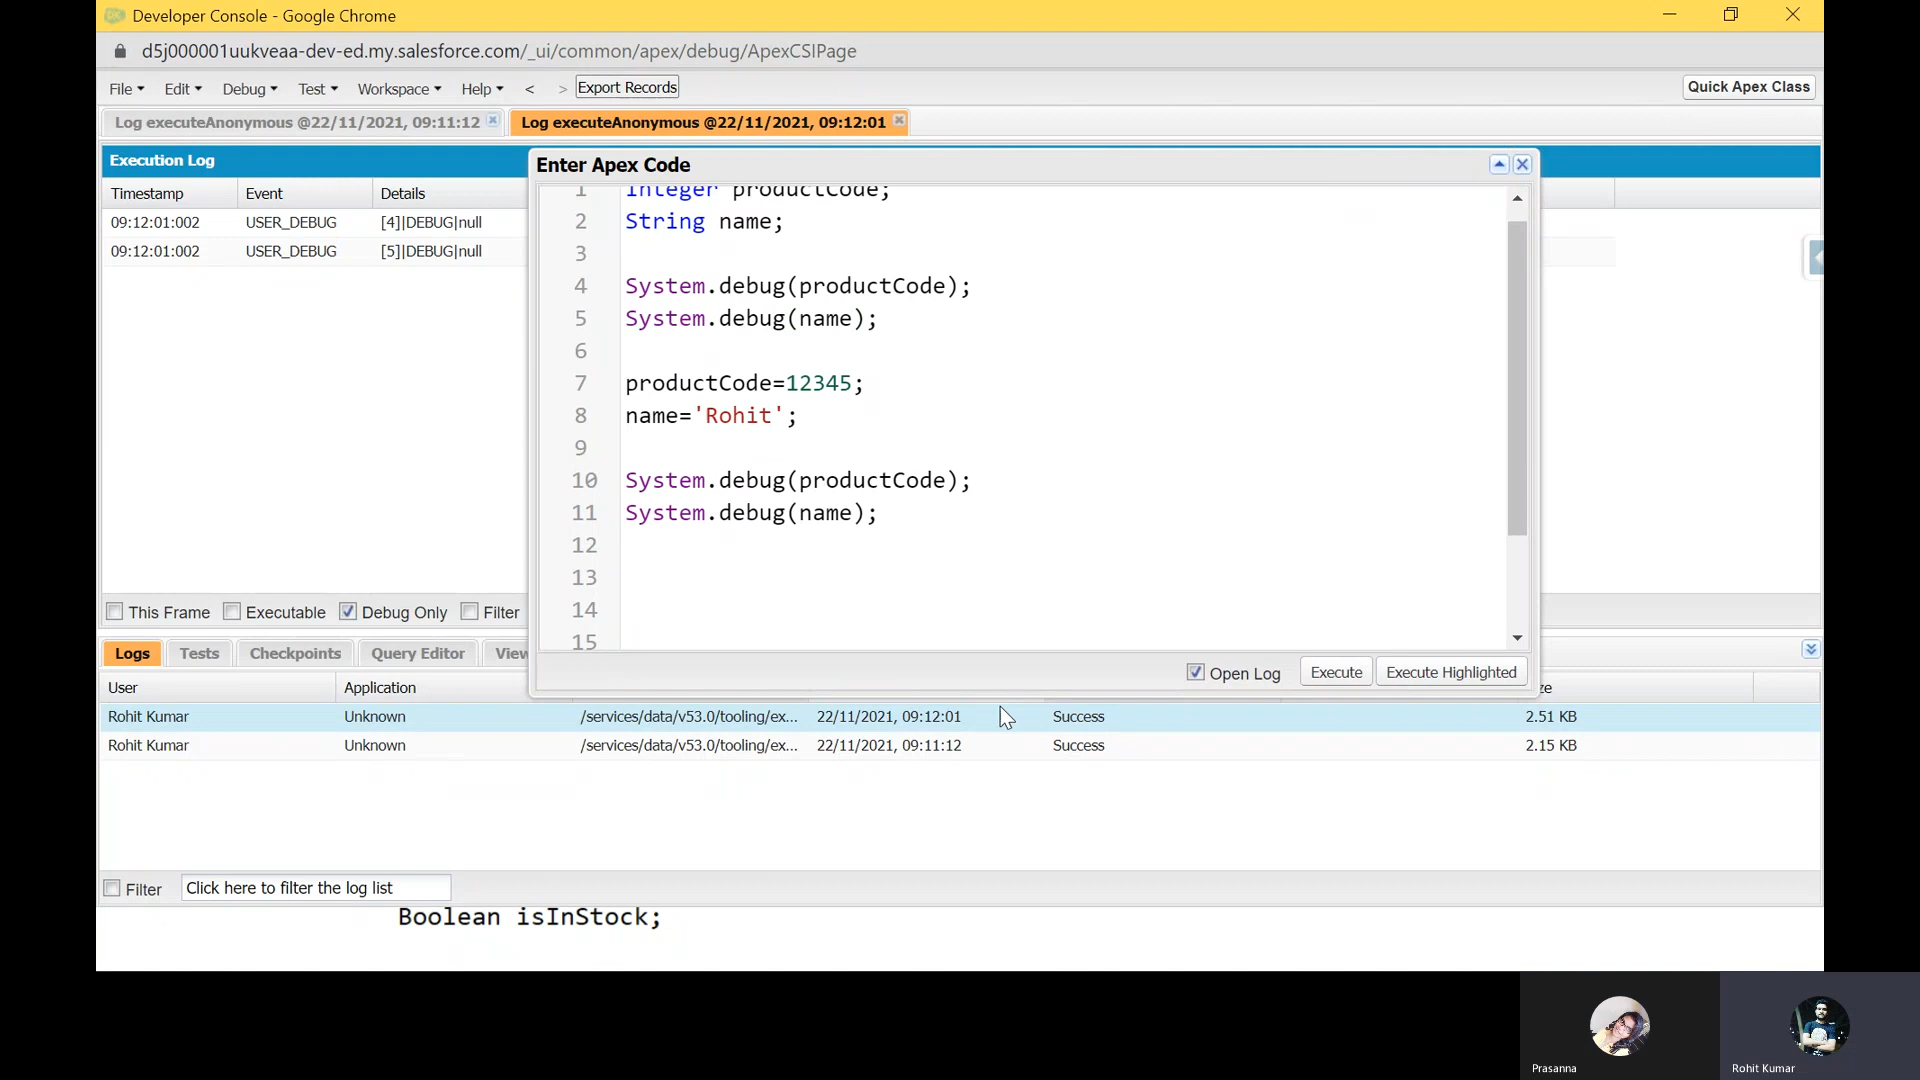 Developer Console - Google Chrome
d5j000001uukveaa-dev-ed.my.salesforce.com/_ui/common/apex/debug/ApexCSIPage
File Edit Debug Test Workspace Help < > Export Records Quick Apex Class
Log executeAnonymous @22/11/2021, 09:11:12 Log executeAnonymous @22/11/2021, 09:12:01
Execution Log
Timestamp Event Details
09:12:01:002 USER_DEBUG [4]|DEBUG|null
09:12:01:002 USER_DEBUG [5]|DEBUG|null
Enter Apex Code
1 Integer productCode;
2 String name;
3
4 System.debug(productCode);
5 System.debug(name);
6
7 productCode=12345;
8 name='Rohit';
9
10 System.debug(productCode);
11 System.debug(name);
12
13
14
15
Open Log Execute Execute Highlighted
This Frame Executable Debug Only Filter
Logs Tests Checkpoints Query Editor View
User Application ze
Rohit Kumar Unknown /services/data/v53.0/tooling/ex... 22/11/2021, 09:12:01 Success 2.51 KB
Rohit Kumar Unknown /services/data/v53.0/tooling/ex... 22/11/2021, 09:11:12 Success 2.15 KB
Filter Click here to filter the log list
Boolean isInStock;
Prasanna
Rohit Kumar